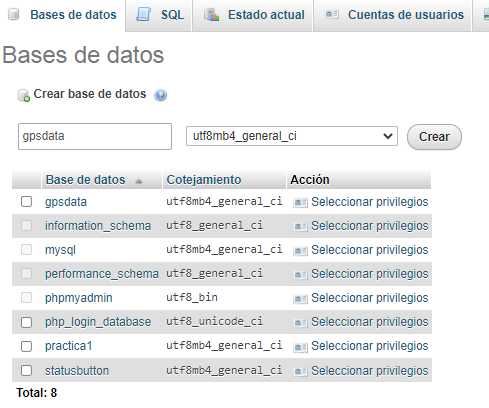 Bases de datos SQL Estado actual Cuentas de usuarios
Bases de datos
Crear base de datos
gpsdata utf8mb4_general_ci Crear
Base de datos Cotejamiento Acción
gpsdata utf8mb4_general_ci Seleccionar privilegios
information_schema utf8_general_ci Seleccionar privilegios
mysql utf8mb4_general_ci Seleccionar privilegios
performance_schema utf8_general_ci Seleccionar privilegios
phpmyadmin utf8_bin Seleccionar privilegios
php_login_database utf8_unicode_ci Seleccionar privilegios
practica1 utf8mb4_general_ci Seleccionar privilegios
statusbutton utf8mb4_general_ci Seleccionar privilegios
Total: 8